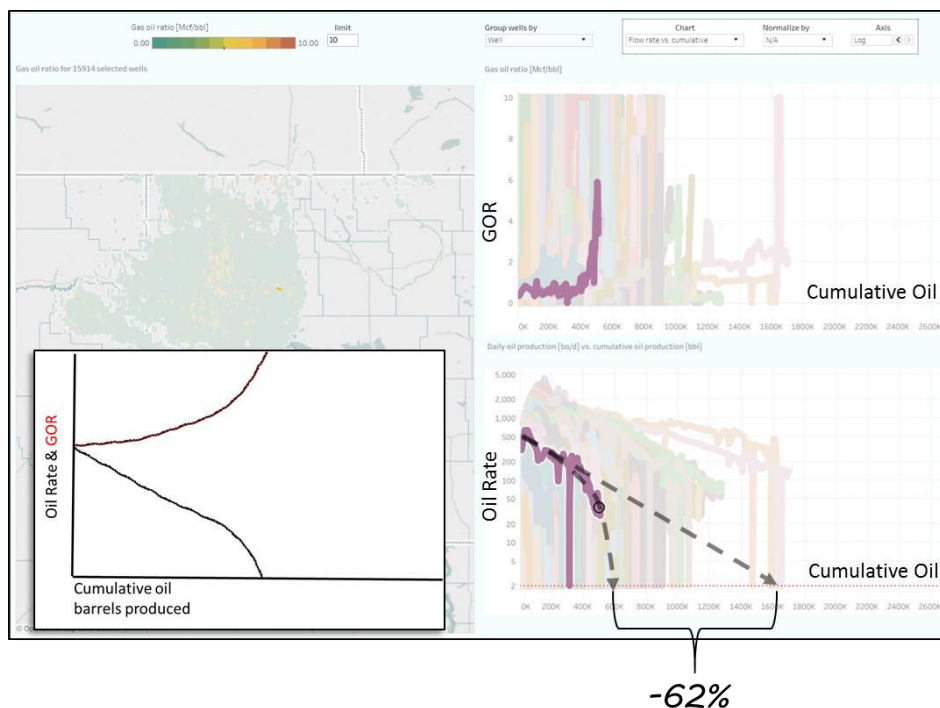 Gas oil ratio [Mcf/bbl]
0.00
10.00
limit
10
Group wells by
Well
Chart
Flow rate vs. cumulative
Normalize by
N/A
Axis
Log
Gas oil ratio for 15914 selected wells
Gas oil ratio [Mcf/bbl]
10
8
6
4
2
0
GOR
Cumulative Oil
0K 200K 400K 600K 800K 1000K 1200K 1400K 1600K 1800K 2000K 2200K 2400K 2600K
Daily oil production [bo/d] vs. cumulative oil production [bbl]
5,000
2,000
1,000
500
200
100
50
20
10
5
2
Oil Rate
Cumulative Oil
0K 200K 400K 600K 800K 1000K 1200K 1400K 1600K 1800K 2000K 2200K 2400K 2600K
Oil Rate & GOR
Cumulative oil
barrels produced
-62%